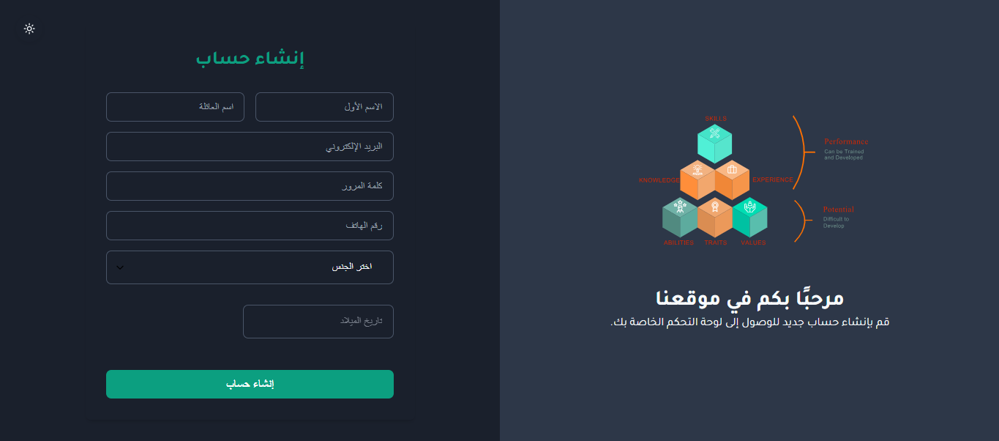 إنشاء حساب
الاسم الأول
اسم العائلة
البريد الإلكتروني
كلمة المرور
رقم الهاتف
اختر الجنس
تاريخ الميلاد
إنشاء حساب
SKILLS
Performance
Can be Trained
and Developed
KNOWLEDGE
EXPERIENCE
Potential
Difficult to
Develop
ABILITIES
TRAITS
VALUES
مرحبًا بكم في موقعنا
قم بإنشاء حساب جديد للوصول إلى لوحة التحكم الخاصة بك.